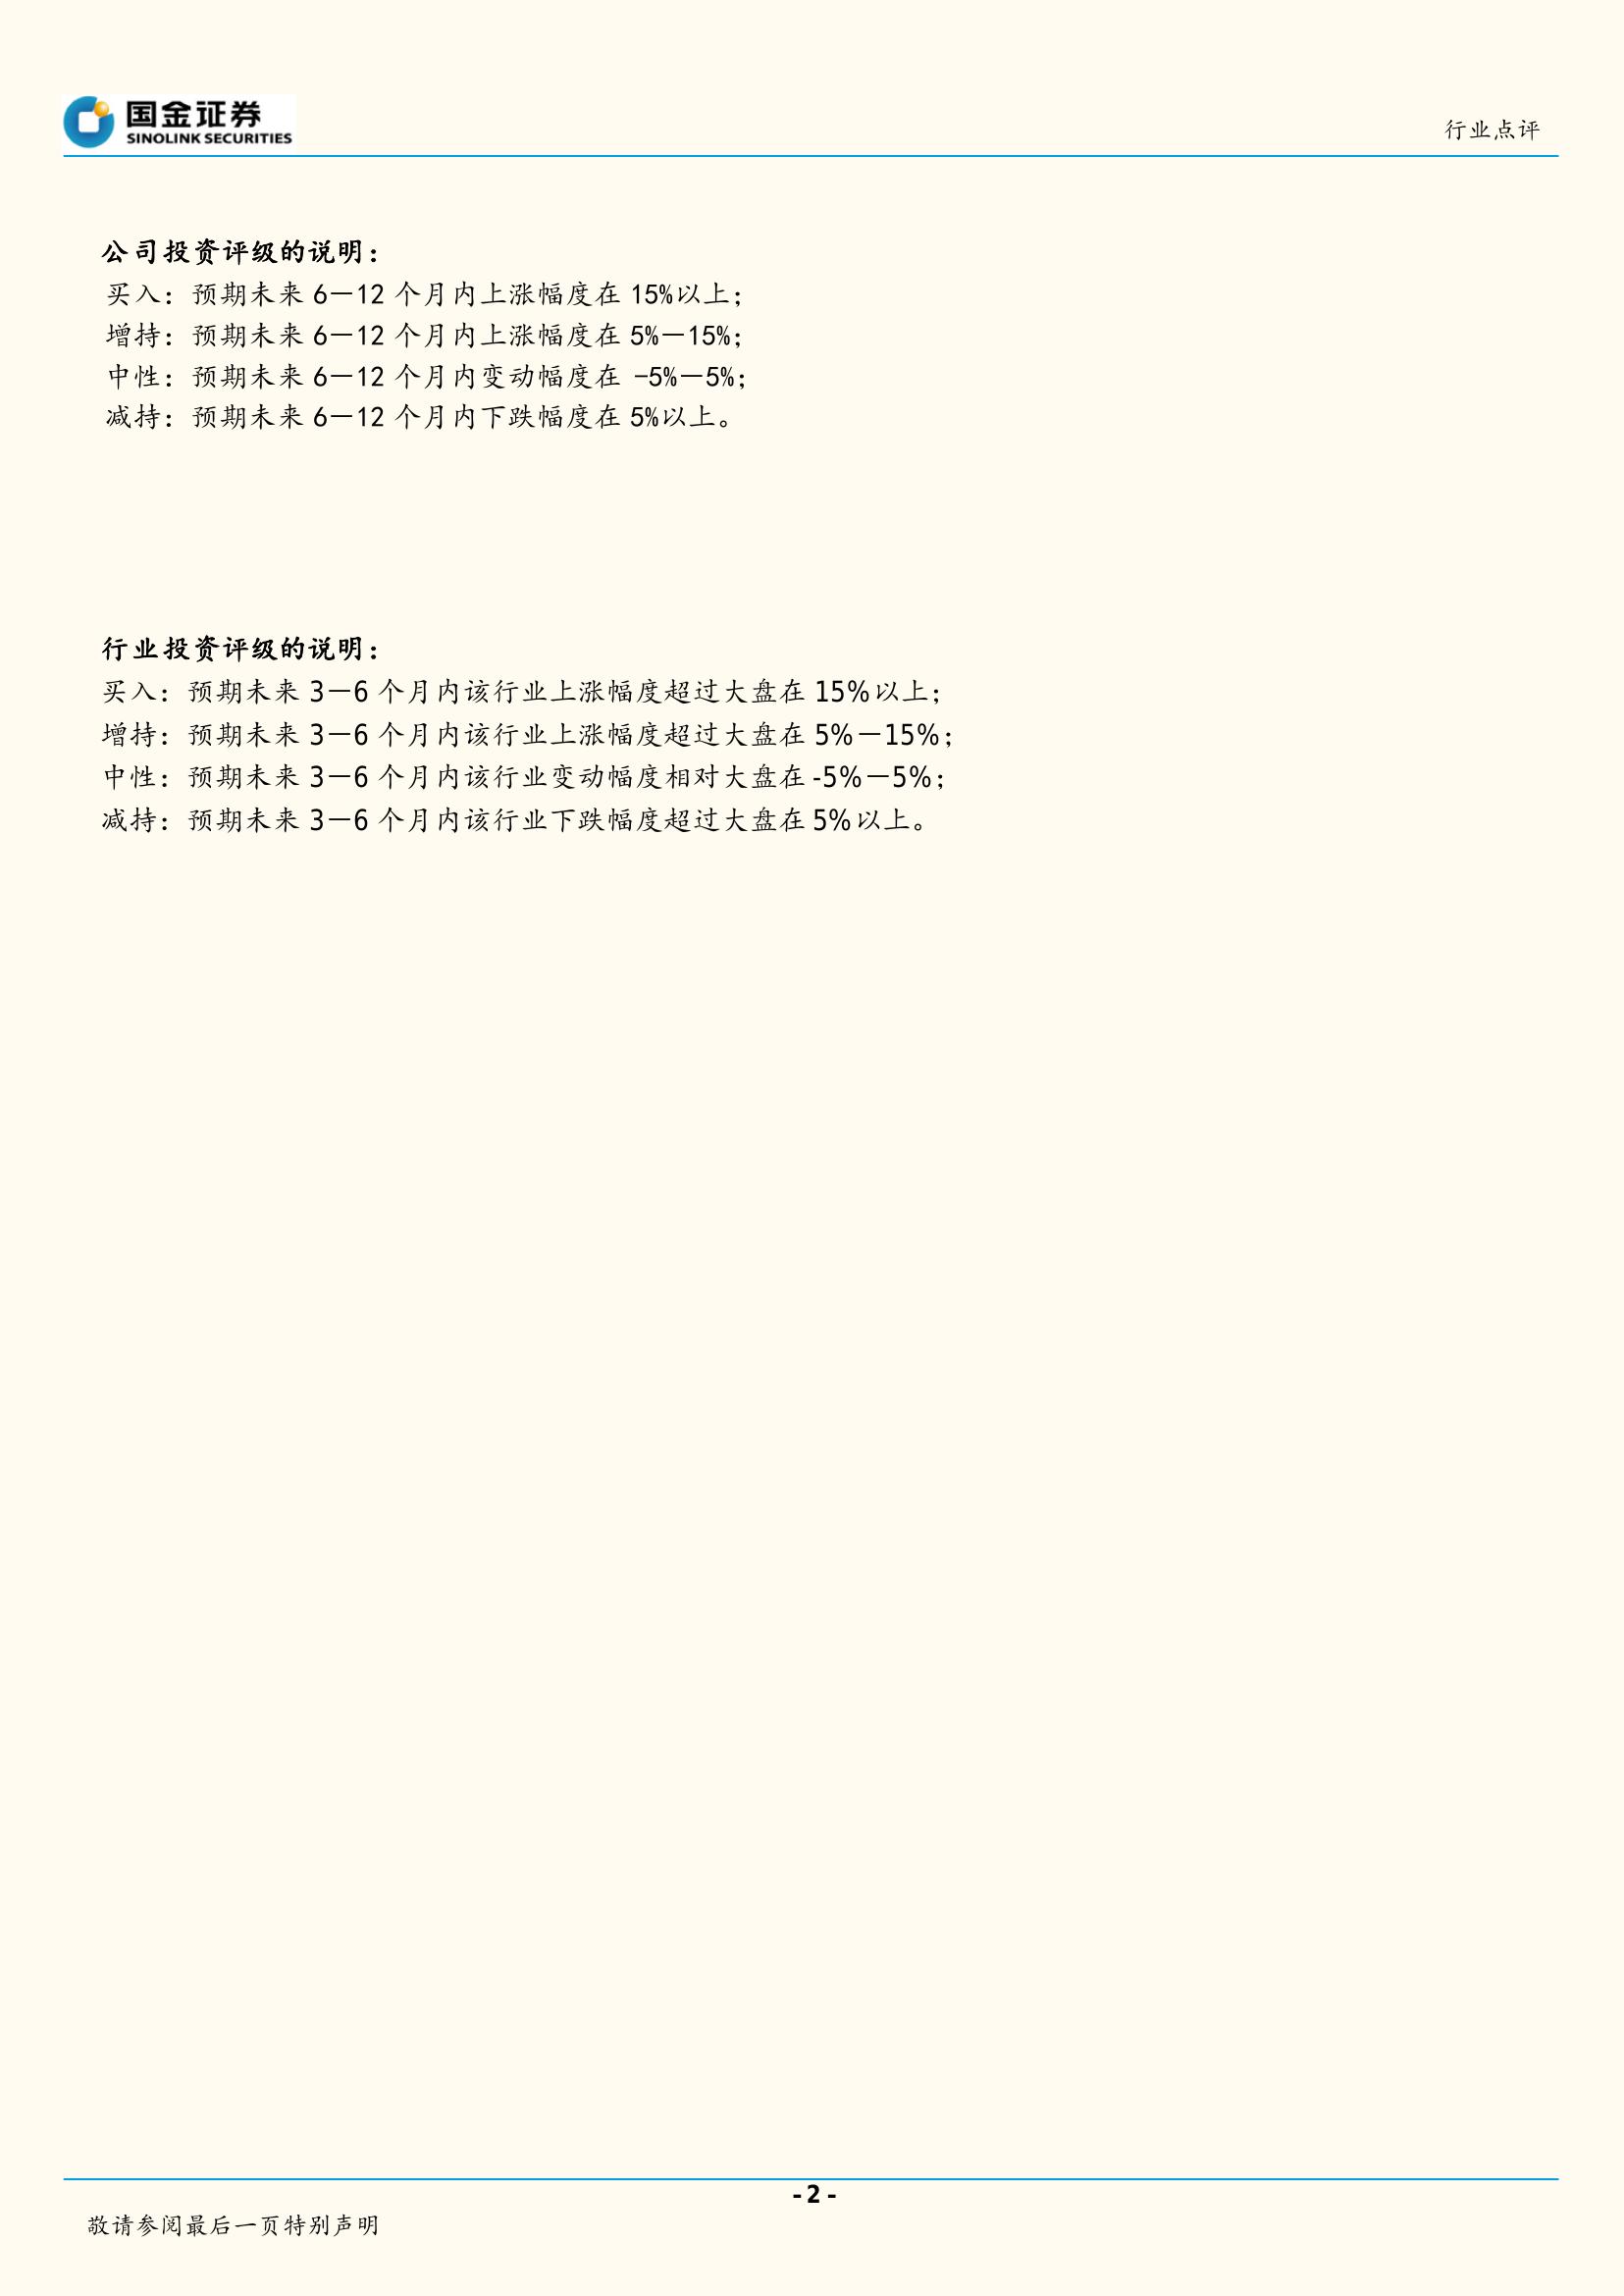 国金证券
SINOLINK SECURITIES
行业点评
公司投资评级的说明：
买入：预期未来 6－12 个月内上涨幅度在 15%以上；
增持：预期未来 6－12 个月内上涨幅度在 5%－15%；
中性：预期未来 6－12 个月内变动幅度在 -5%－5%；
减持：预期未来 6－12 个月内下跌幅度在 5%以上。
行业投资评级的说明：
买入：预期未来 3－6 个月内该行业上涨幅度超过大盘在 15%以上；
增持：预期未来 3－6 个月内该行业上涨幅度超过大盘在 5%－15%；
中性：预期未来 3－6 个月内该行业变动幅度相对大盘在 -5%－5%；
减持：预期未来 3－6 个月内该行业下跌幅度超过大盘在 5%以上。
- 2 -
敬请参阅最后一页特别声明